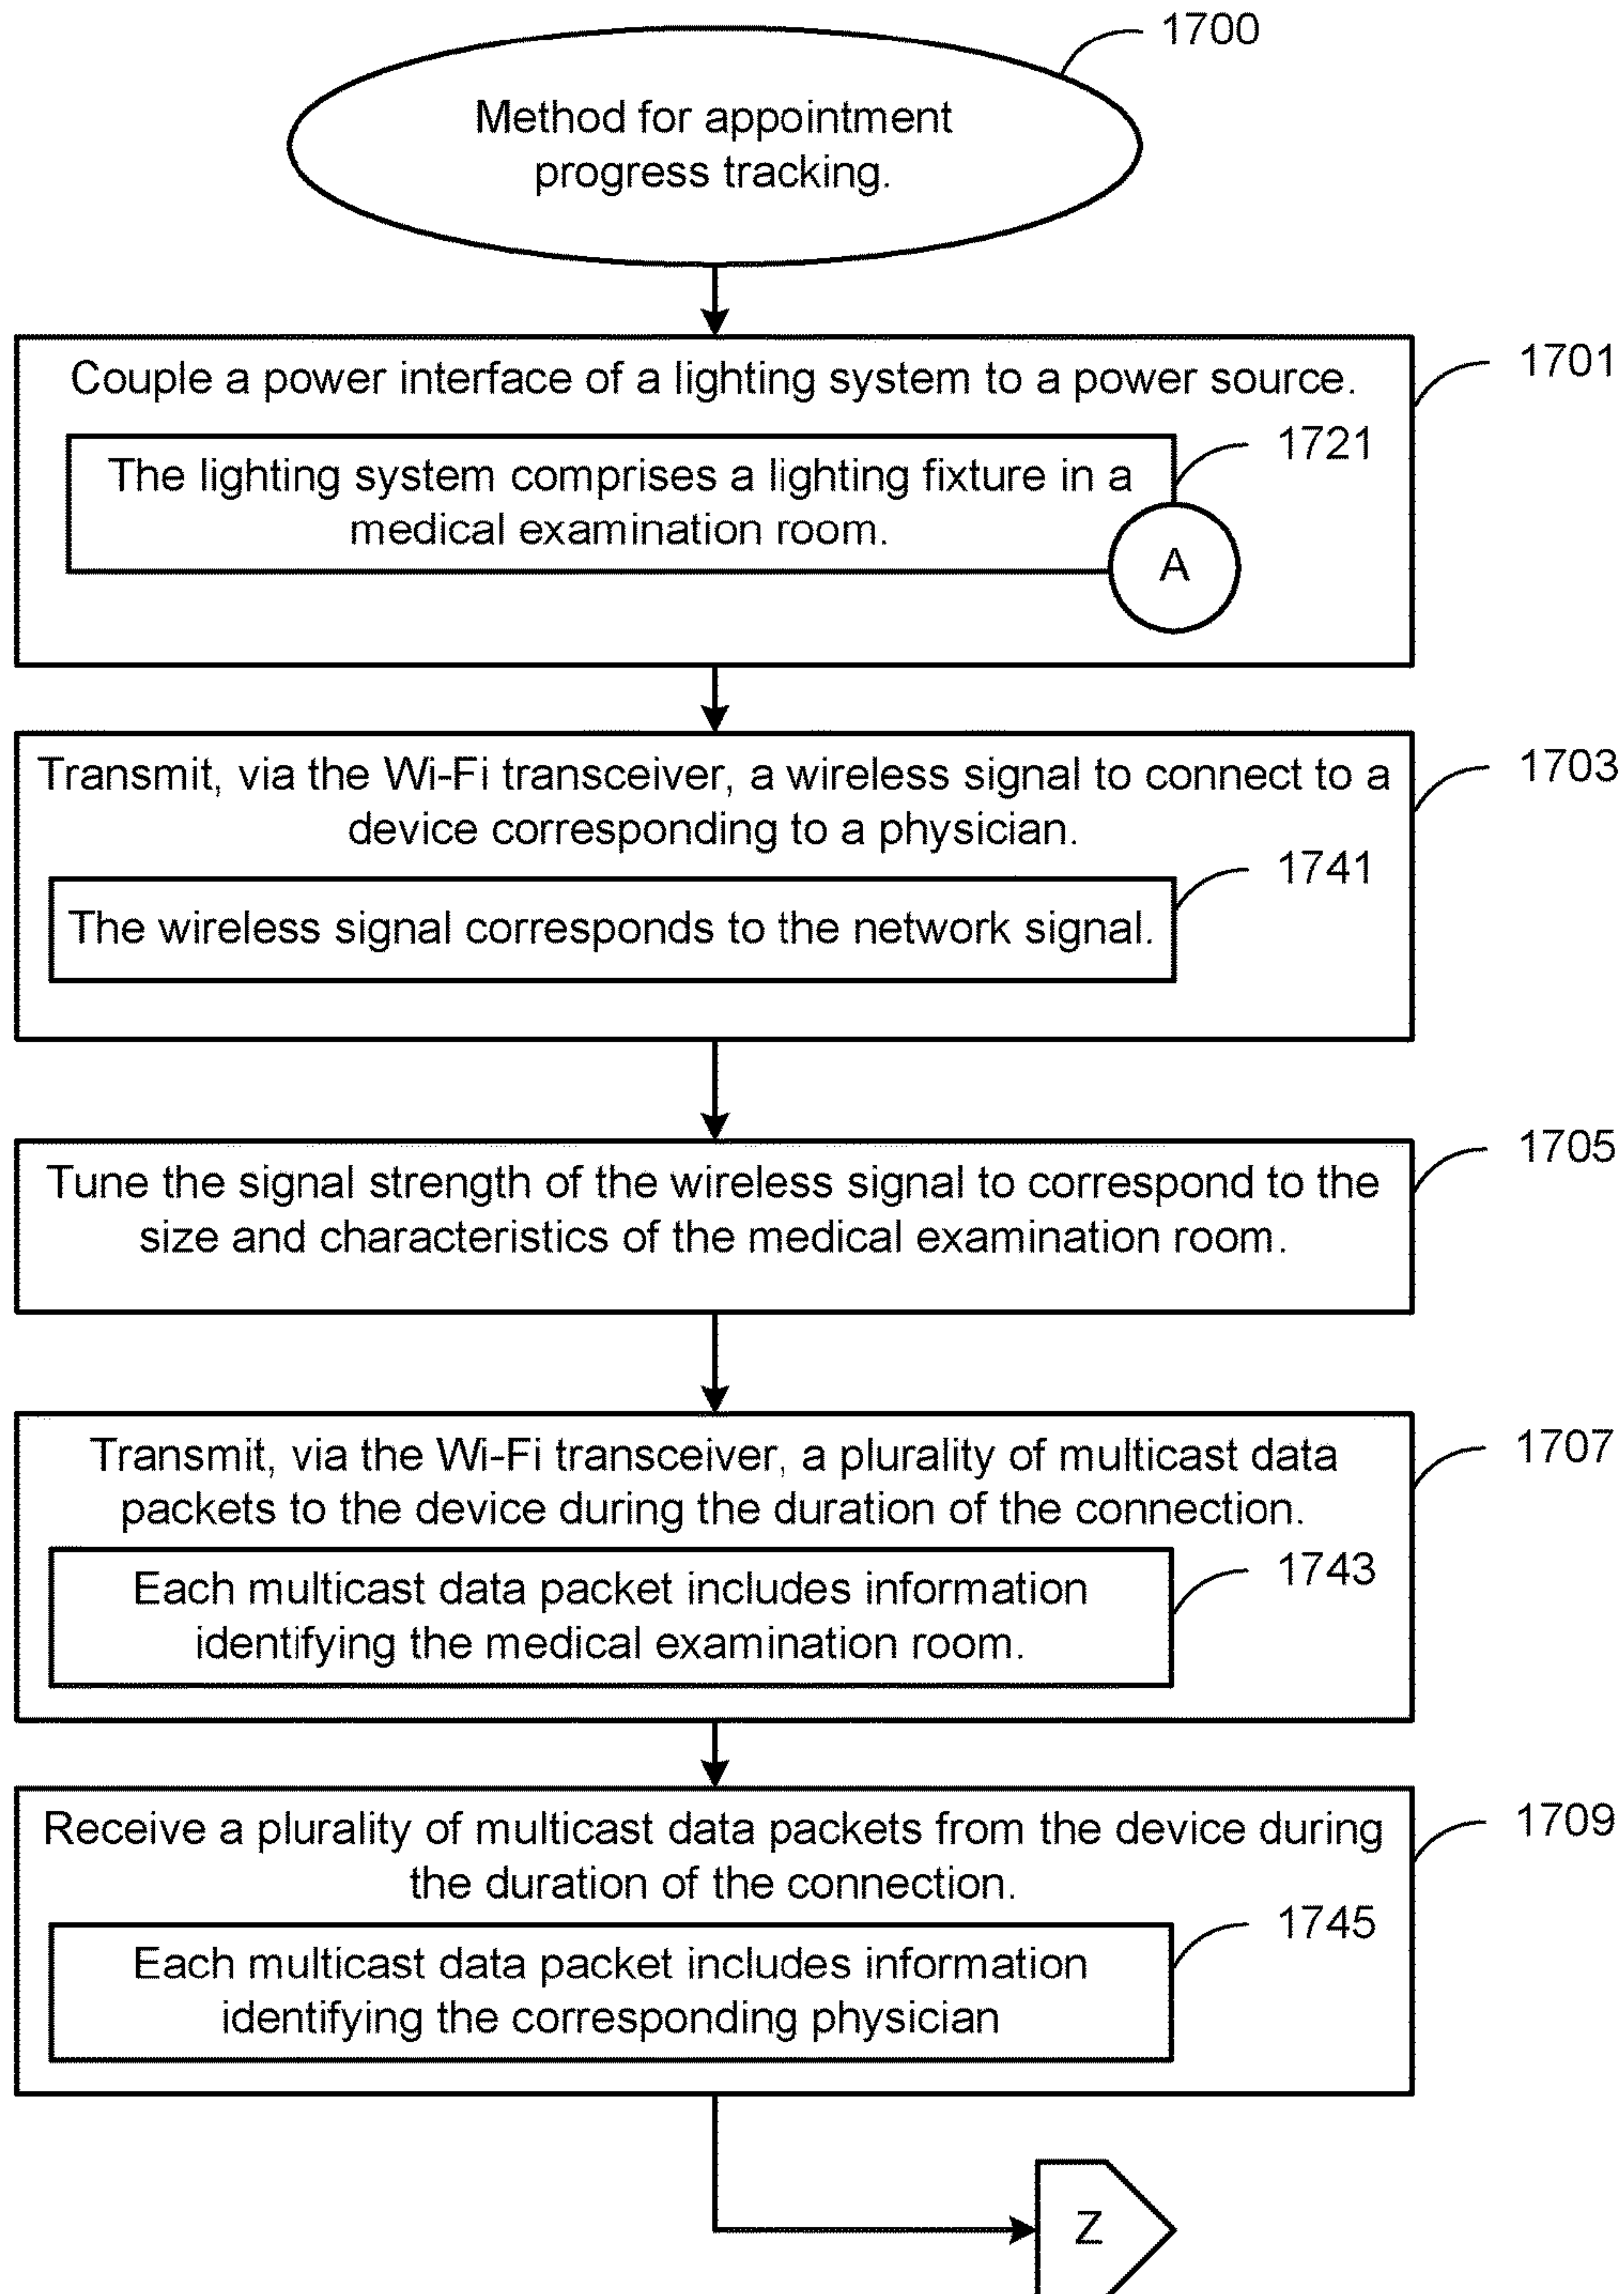 1700
Method for appointment
progress tracking.
1701
Couple a power interface of a lighting system to a power source.
1721
The lighting system comprises a lighting fixture in a
medical examination room.
A
1703
Transmit, via the Wi-Fi transceiver, a wireless signal to connect to a
device corresponding to a physician.
1741
The wireless signal corresponds to the network signal.
1705
Tune the signal strength of the wireless signal to correspond to the
size and characteristics of the medical examination room.
1707
Transmit, via the Wi-Fi transceiver, a plurality of multicast data
packets to the device during the duration of the connection.
1743
Each multicast data packet includes information
identifying the medical examination room.
1709
Receive a plurality of multicast data packets from the device during
the duration of the connection.
1745
Each multicast data packet includes information
identifying the corresponding physician
Z